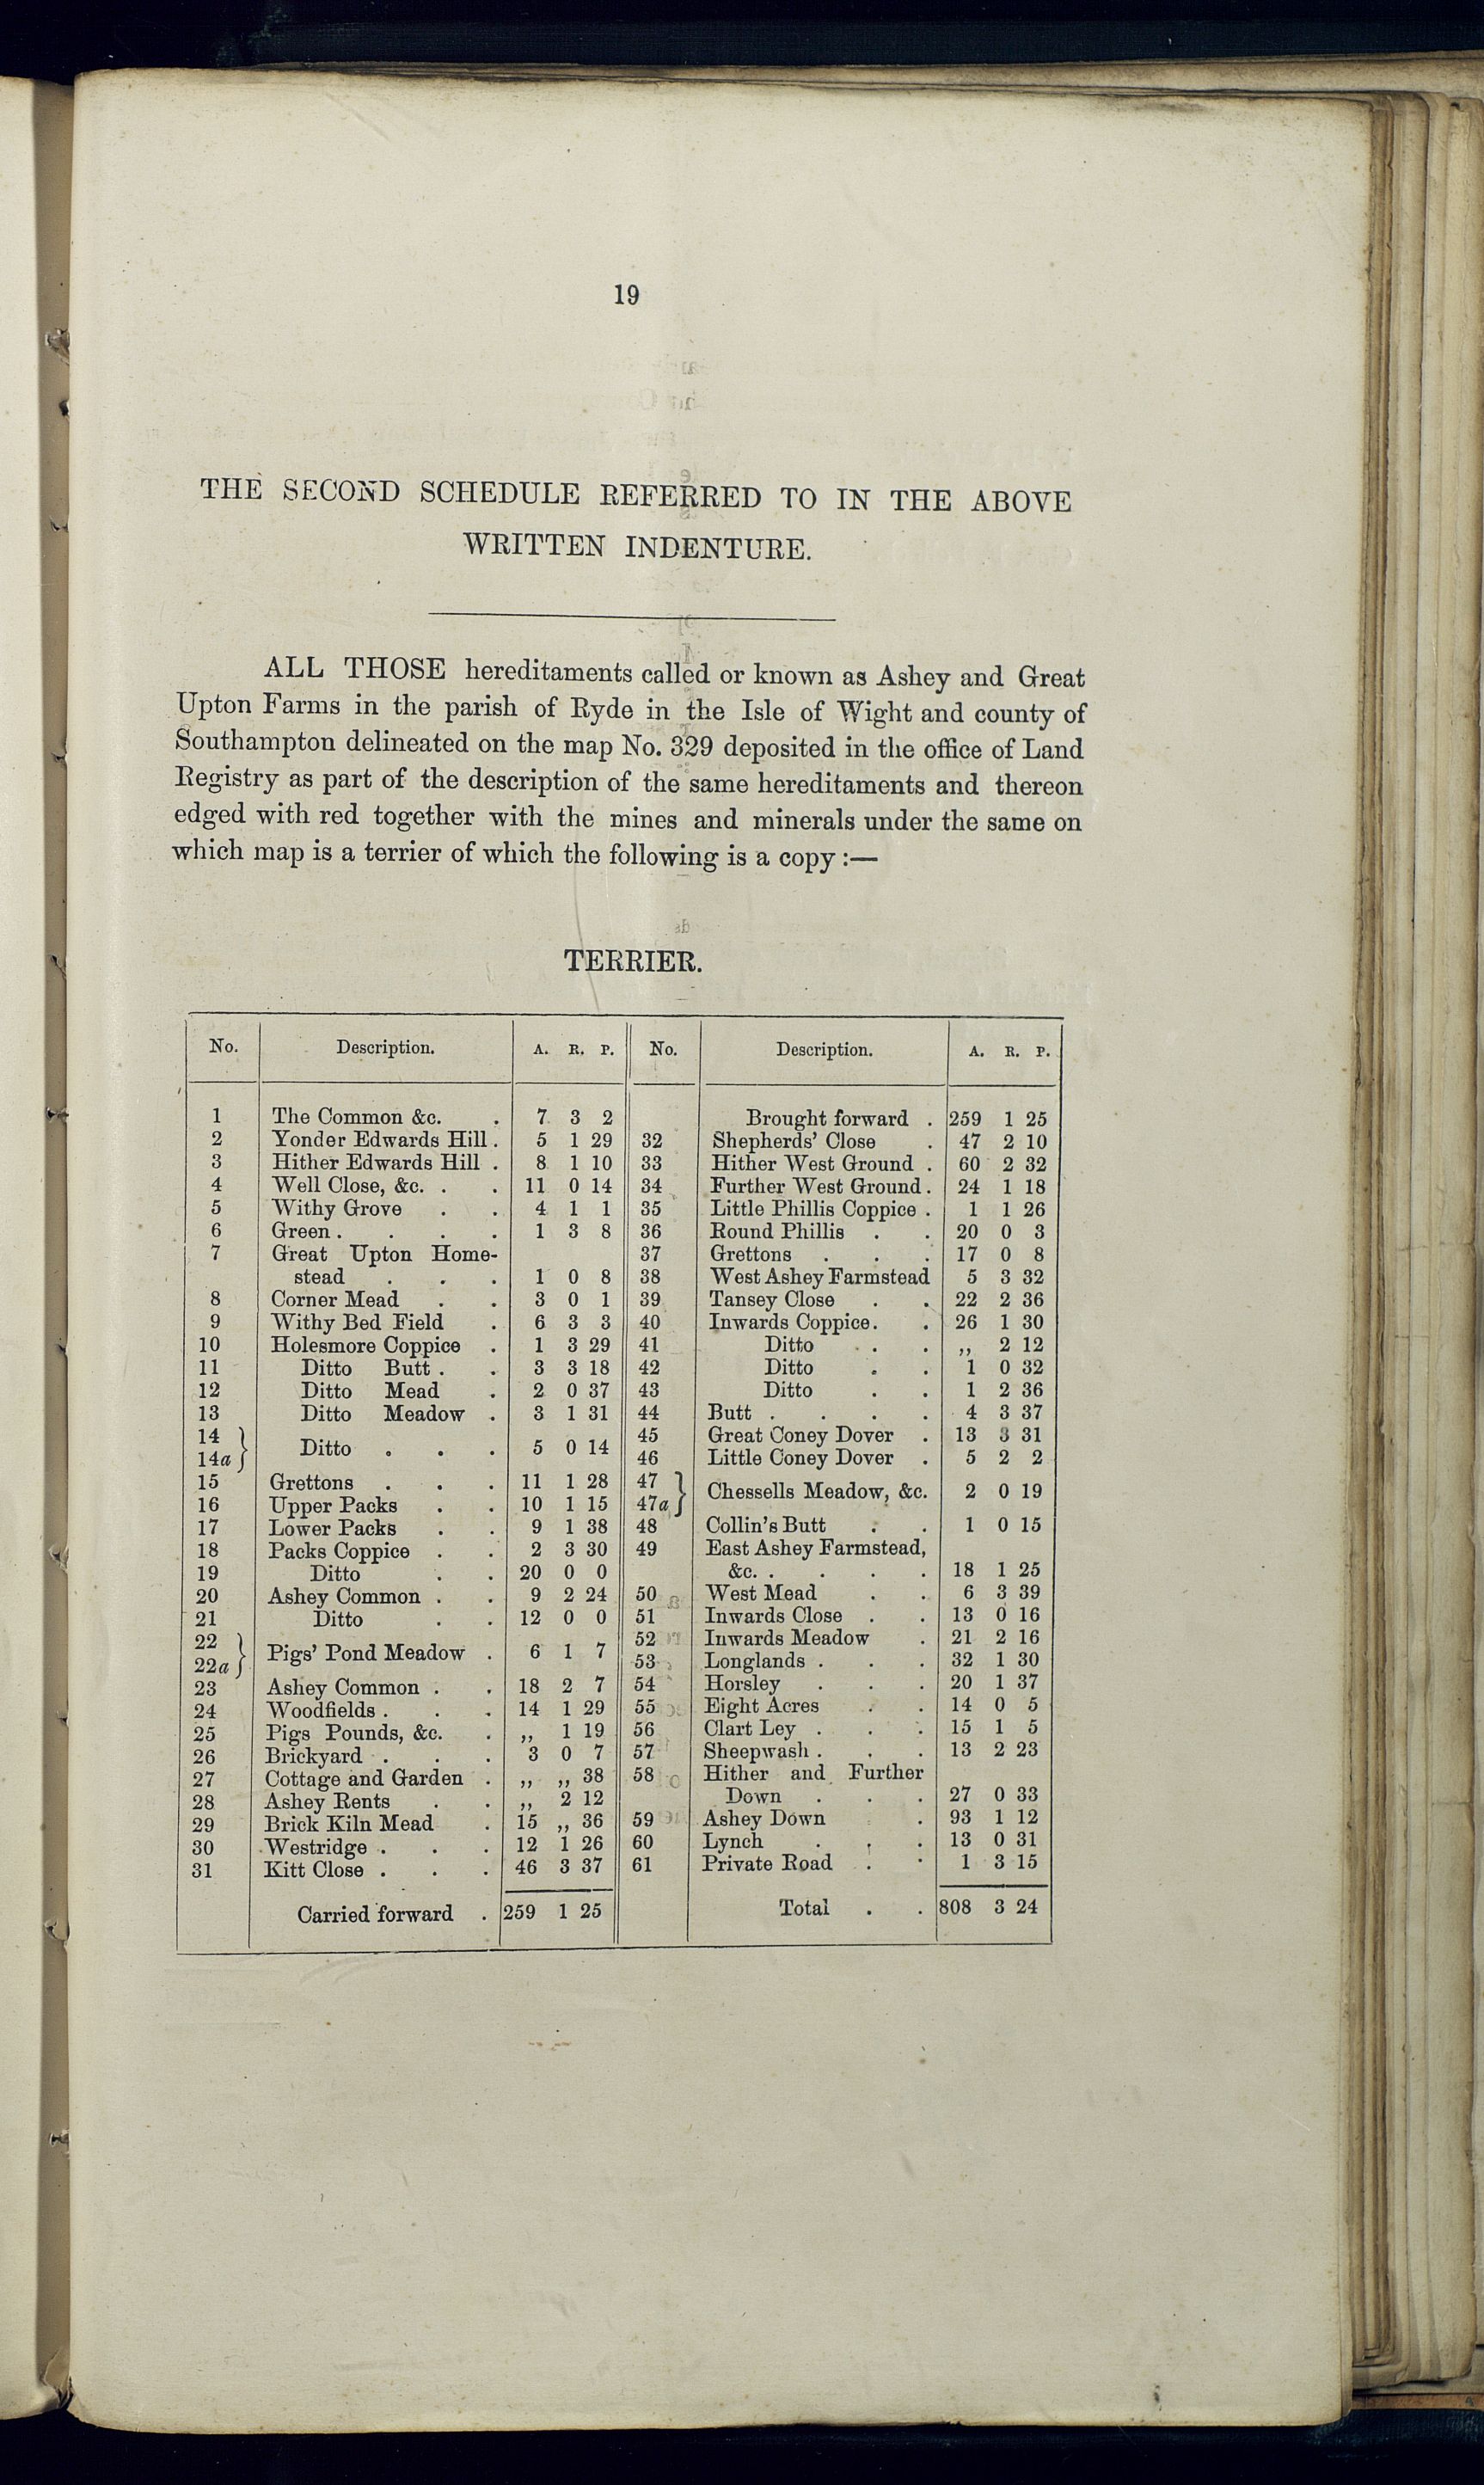 19
THE SECOND SCHEDULE REFERRED TO IN THE ABOVE
WRITTEN INDENTURE.
ALL THOSE hereditaments called or known as Ashey and Great
Upton Farms in the parish of Ryde in the Isle of Wight and county of
Southampton delineated on the map No. 329 deposited in the office of Land
Registry as part of the description of the same hereditaments and thereon
edged with red together with the mines and minerals under the same on
which map is a terrier of which the following is a copy :—
TERRIER.
No. Description. A. R. P.
1 The Common &c. . 7 3 2
2 Yonder Edwards Hill . 5 1 29
3 Hither Edwards Hill . 8 1 10
4 Well Close, &c. . . 11 0 14
5 Withy Grove . . 4 1 1
6 Green . . . . 1 3 8
7 Great Upton Home-
stead . . . 1 0 8
8 Corner Mead . . 3 0 1
9 Withy Bed Field . 6 3 3
10 Holesmore Coppice . 1 3 29
11 Ditto Butt . . 3 3 18
12 Ditto Mead . 2 0 37
13 Ditto Meadow . 3 1 31
14
14a } Ditto . . . 5 0 14
15 Grettons . . . 11 1 28
16 Upper Packs . . 10 1 15
17 Lower Packs . . 9 1 38
18 Packs Coppice . . 2 3 30
19 Ditto . . 20 0 0
20 Ashey Common . . 9 2 24
21 Ditto . . 12 0 0
22
22a } Pigs' Pond Meadow . 6 1 7
23 Ashey Common . . 18 2 7
24 Woodfields . . . 14 1 29
25 Pigs Pounds, &c. . ,, 1 19
26 Brickyard . . . 3 0 7
27 Cottage and Garden . ,, ,, 38
28 Ashey Rents . . ,, 2 12
29 Brick Kiln Mead . 15 ,, 36
30 Westridge . . . 12 1 26
31 Kitt Close . . . 46 3 37
Carried forward . 259 1 25
No. Description. A. R. P.
Brought forward . 259 1 25
32 Shepherds' Close . 47 2 10
33 Hither West Ground . 60 2 32
34 Further West Ground . 24 1 18
35 Little Phillis Coppice . 1 1 26
36 Round Phillis . . 20 0 3
37 Grettons . . . 17 0 8
38 West Ashey Farmstead 5 3 32
39 Tansey Close . . 22 2 36
40 Inwards Coppice . . 26 1 30
41 Ditto . . ,, 2 12
42 Ditto . . 1 0 32
43 Ditto . . 1 2 36
44 Butt . . . . 4 3 37
45 Great Coney Dover . 13 3 31
46 Little Coney Dover . 5 2 2
47
47a } Chessells Meadow, &c. 2 0 19
48 Collin's Butt . . 1 0 15
49 East Ashey Farmstead,
&c. . . . . 18 1 25
50 West Mead . . 6 3 39
51 Inwards Close . . 13 0 16
52 Inwards Meadow . 21 2 16
53 Longlands . . . 32 1 30
54 Horsley . . . 20 1 37
55 Eight Acres . . 14 0 5
56 Clart Ley . . . 15 1 5
57 Sheepwash . . . 13 2 23
58 Hither and Further
Down . . . 27 0 33
59 Ashey Down . . 93 1 12
60 Lynch . . . 13 0 31
61 Private Road . . 1 3 15
Total . . 808 3 24